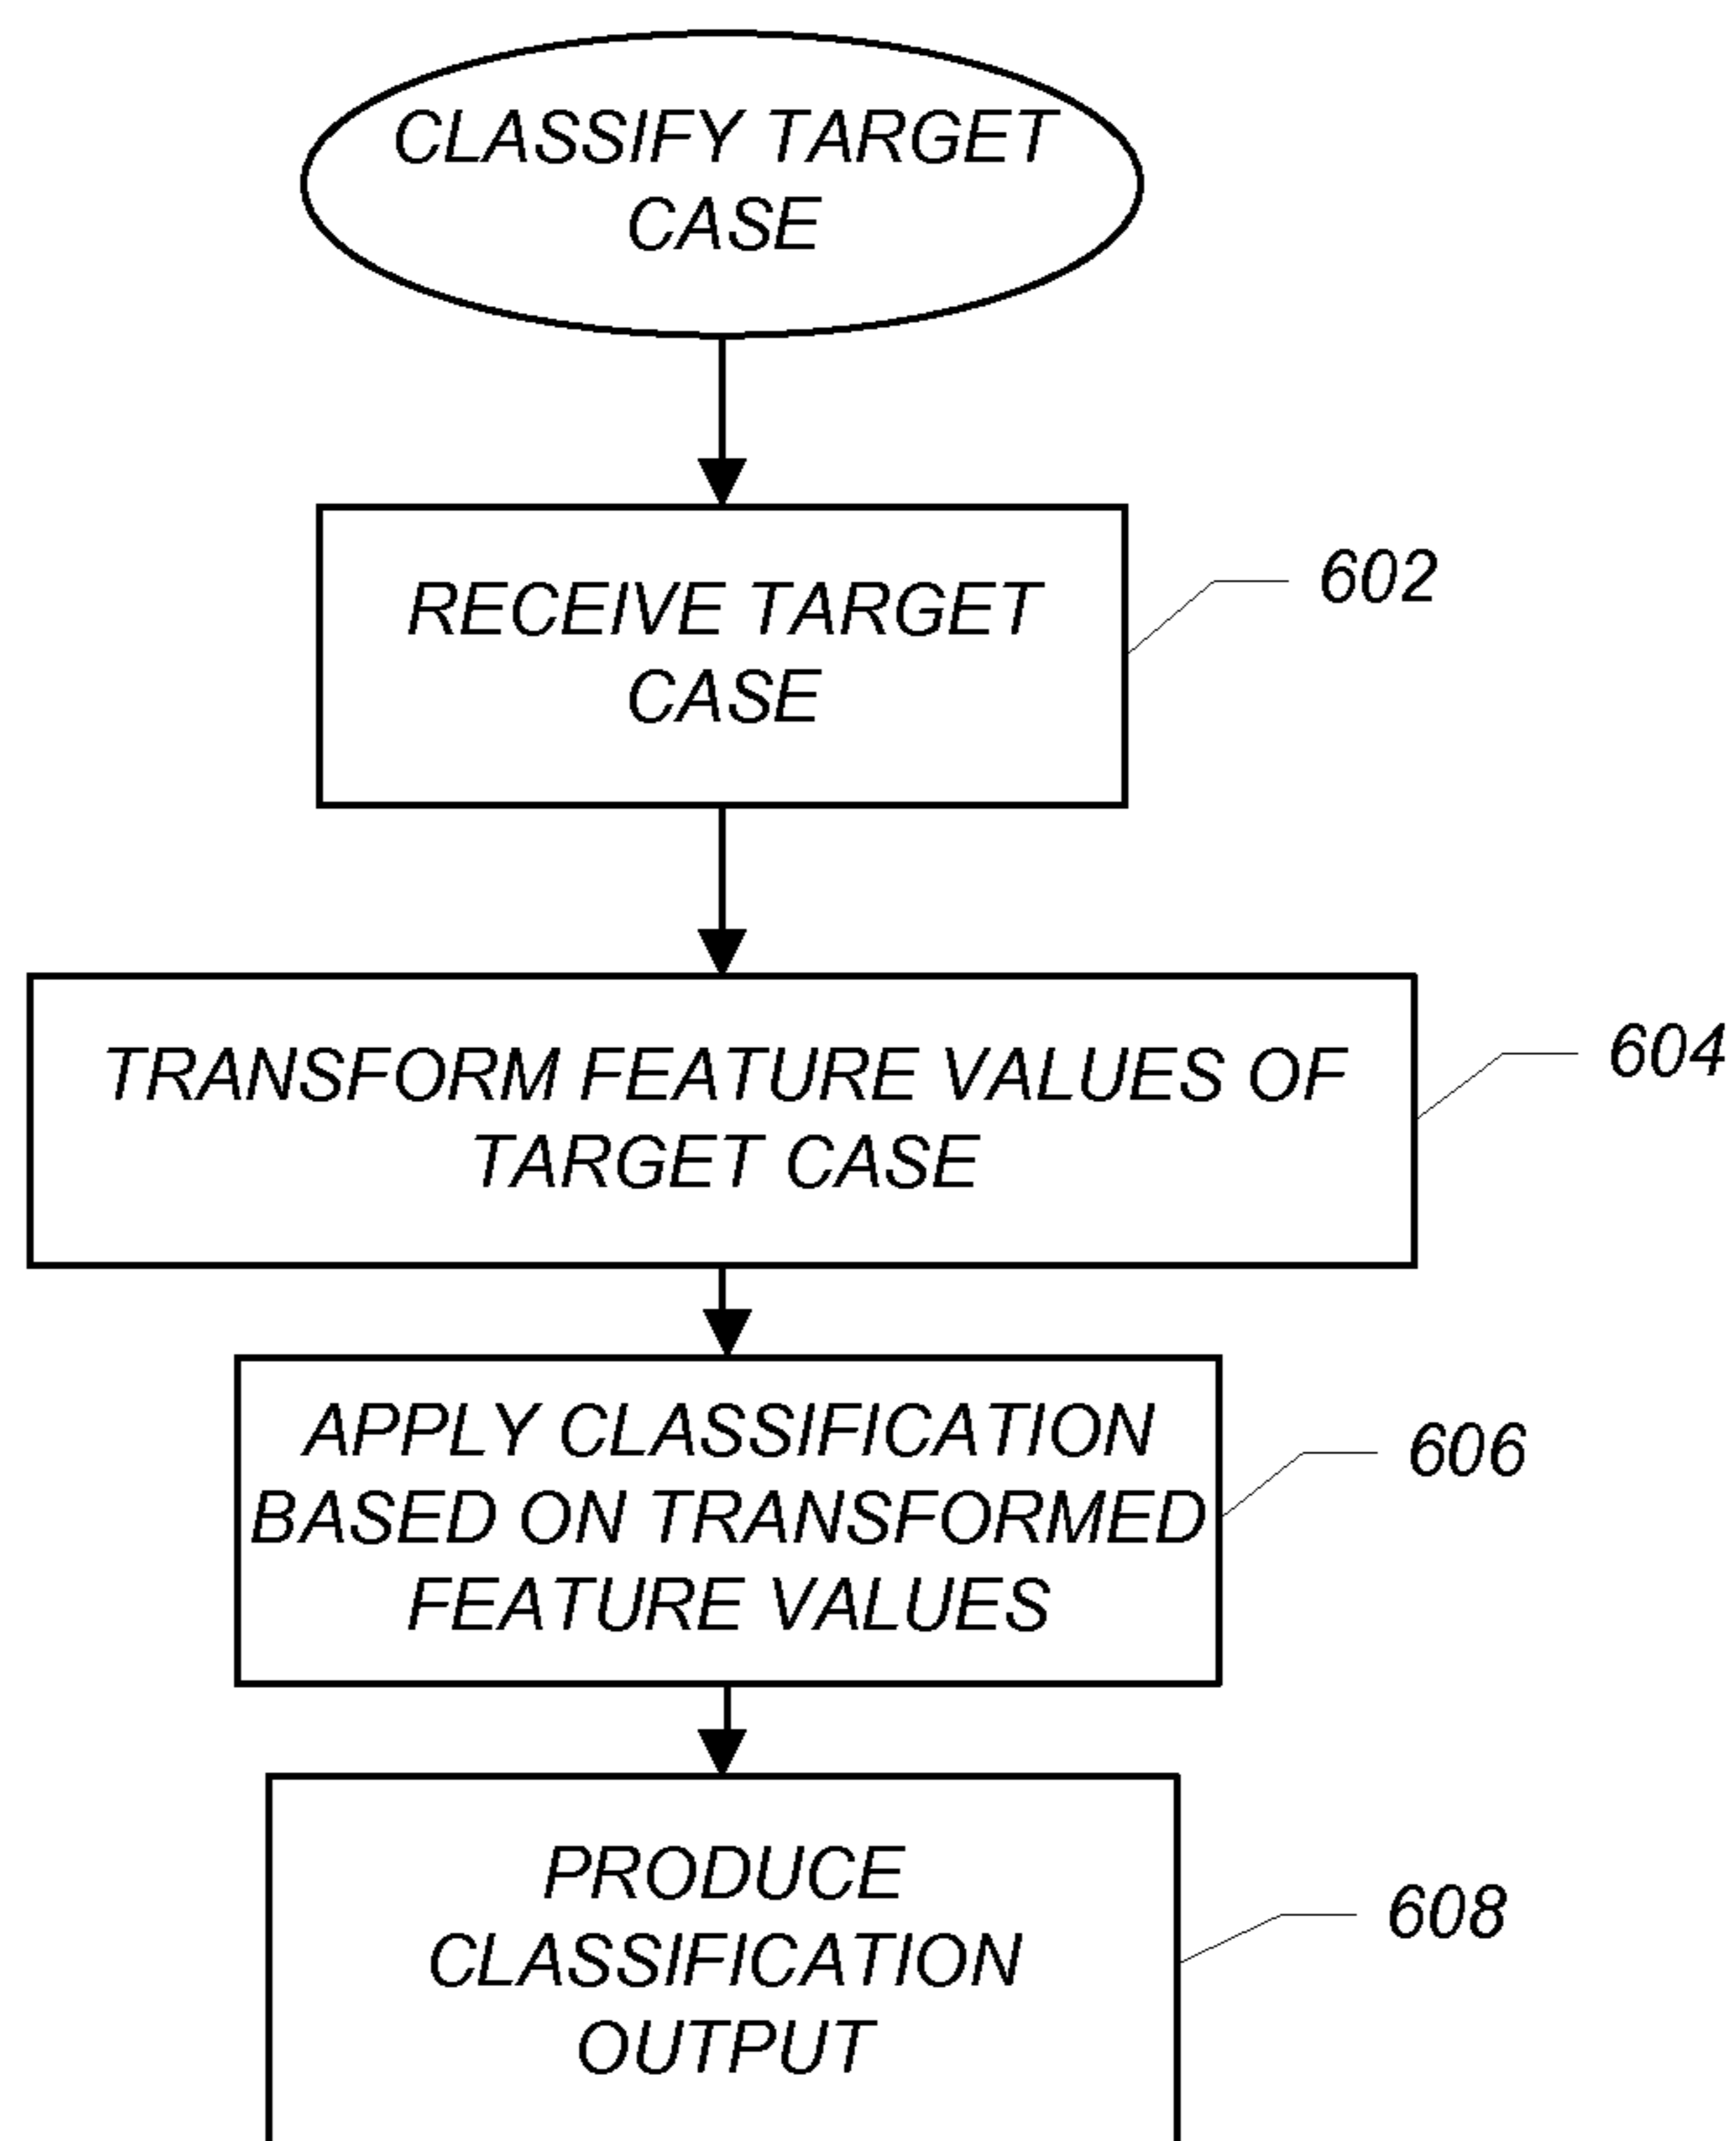 CLASSIFY TARGET
CASE
RECEIVE TARGET
CASE
602
TRANSFORM FEATURE VALUES OF
TARGET CASE
604
APPLY CLASSIFICATION
BASED ON TRANSFORMED
FEATURE VALUES
606
PRODUCE
CLASSIFICATION
OUTPUT
608